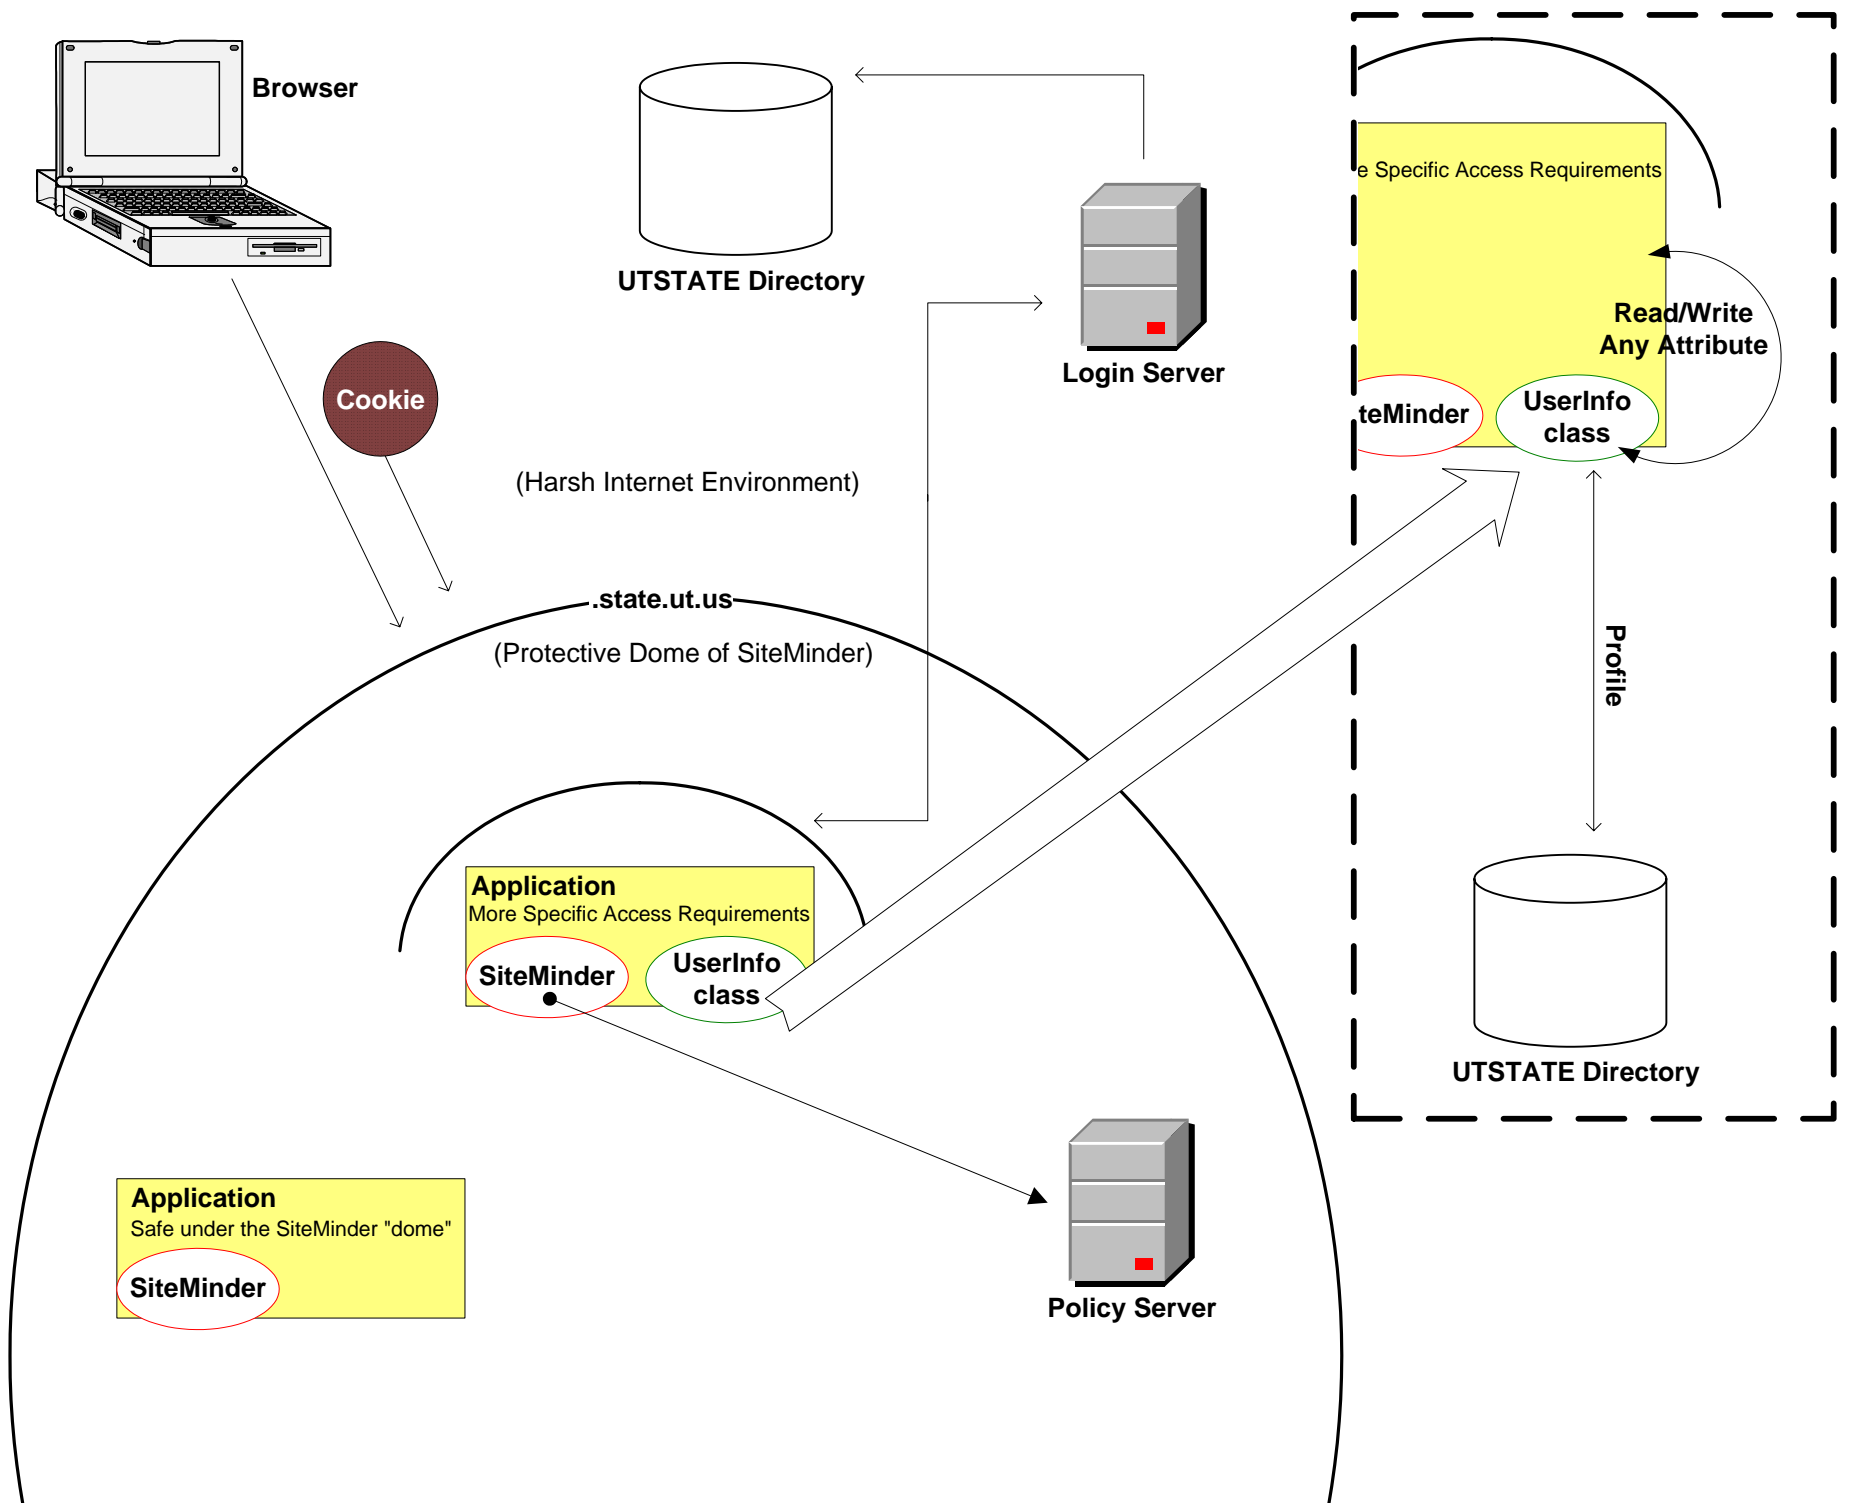 Browser
UTSTATE Directory
Login Server
Cookie
(Harsh Internet Environment)
.state.ut.us
(Protective Dome of SiteMinder)
Application
More Specific Access Requirements
SiteMinder
UserInfo
class
Application
Safe under the SiteMinder "dome"
SiteMinder
Policy Server
e Specific Access Requirements
Read/Write
Any Attribute
teMinder
UserInfo
class
Profile
UTSTATE Directory